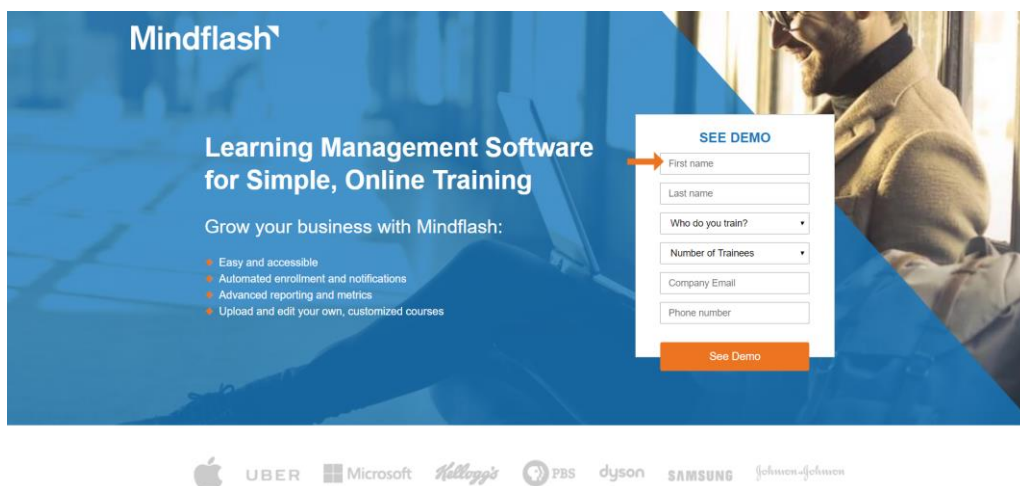 Mindflash
Learning Management Software
for Simple, Online Training
Grow your business with Mindflash:
Easy and accessible
Automated enrollment and notifications
Advanced reporting and metrics
Upload and edit your own, customized courses
SEE DEMO
First name
Last name
Who do you train?
Number of Trainees
Company Email
Phone number
See Demo
UBER
Microsoft
Kellogg's
PBS
dyson
SAMSUNG
Johnson & Johnson